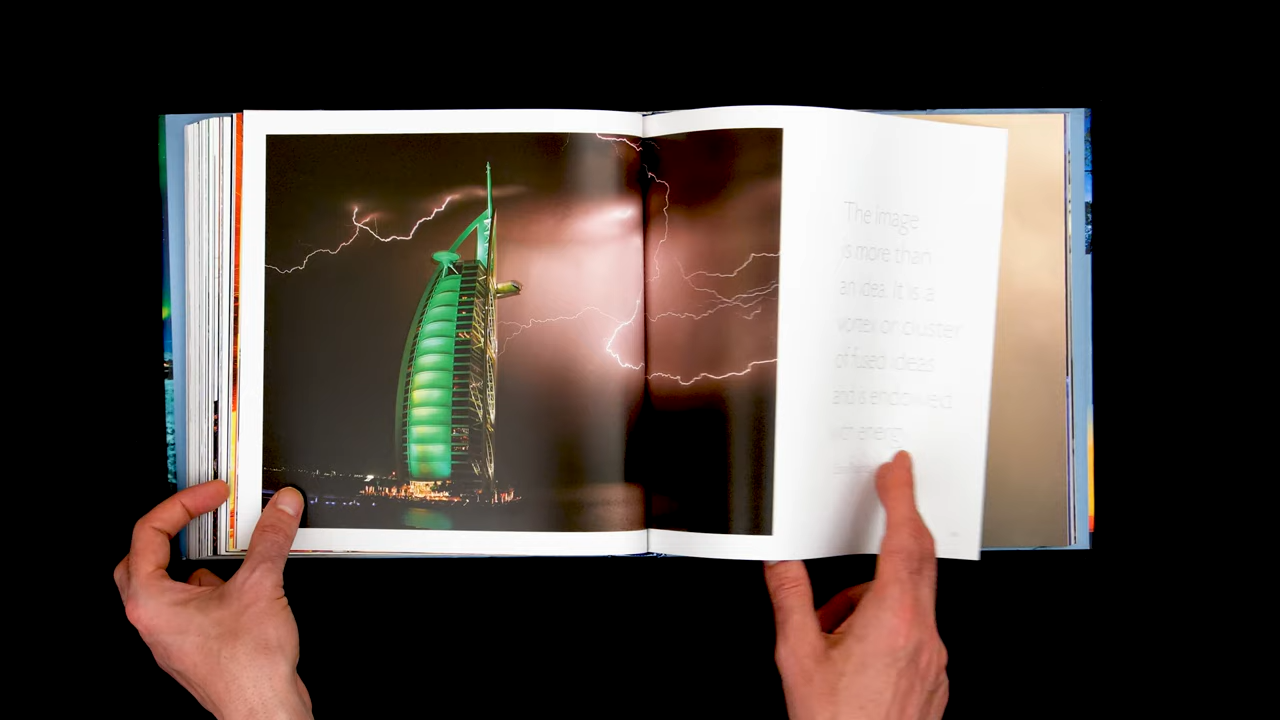 The image
is more than
an idea. It is a
vortex or cluster
of fused ideas
and is endowed
with energy.